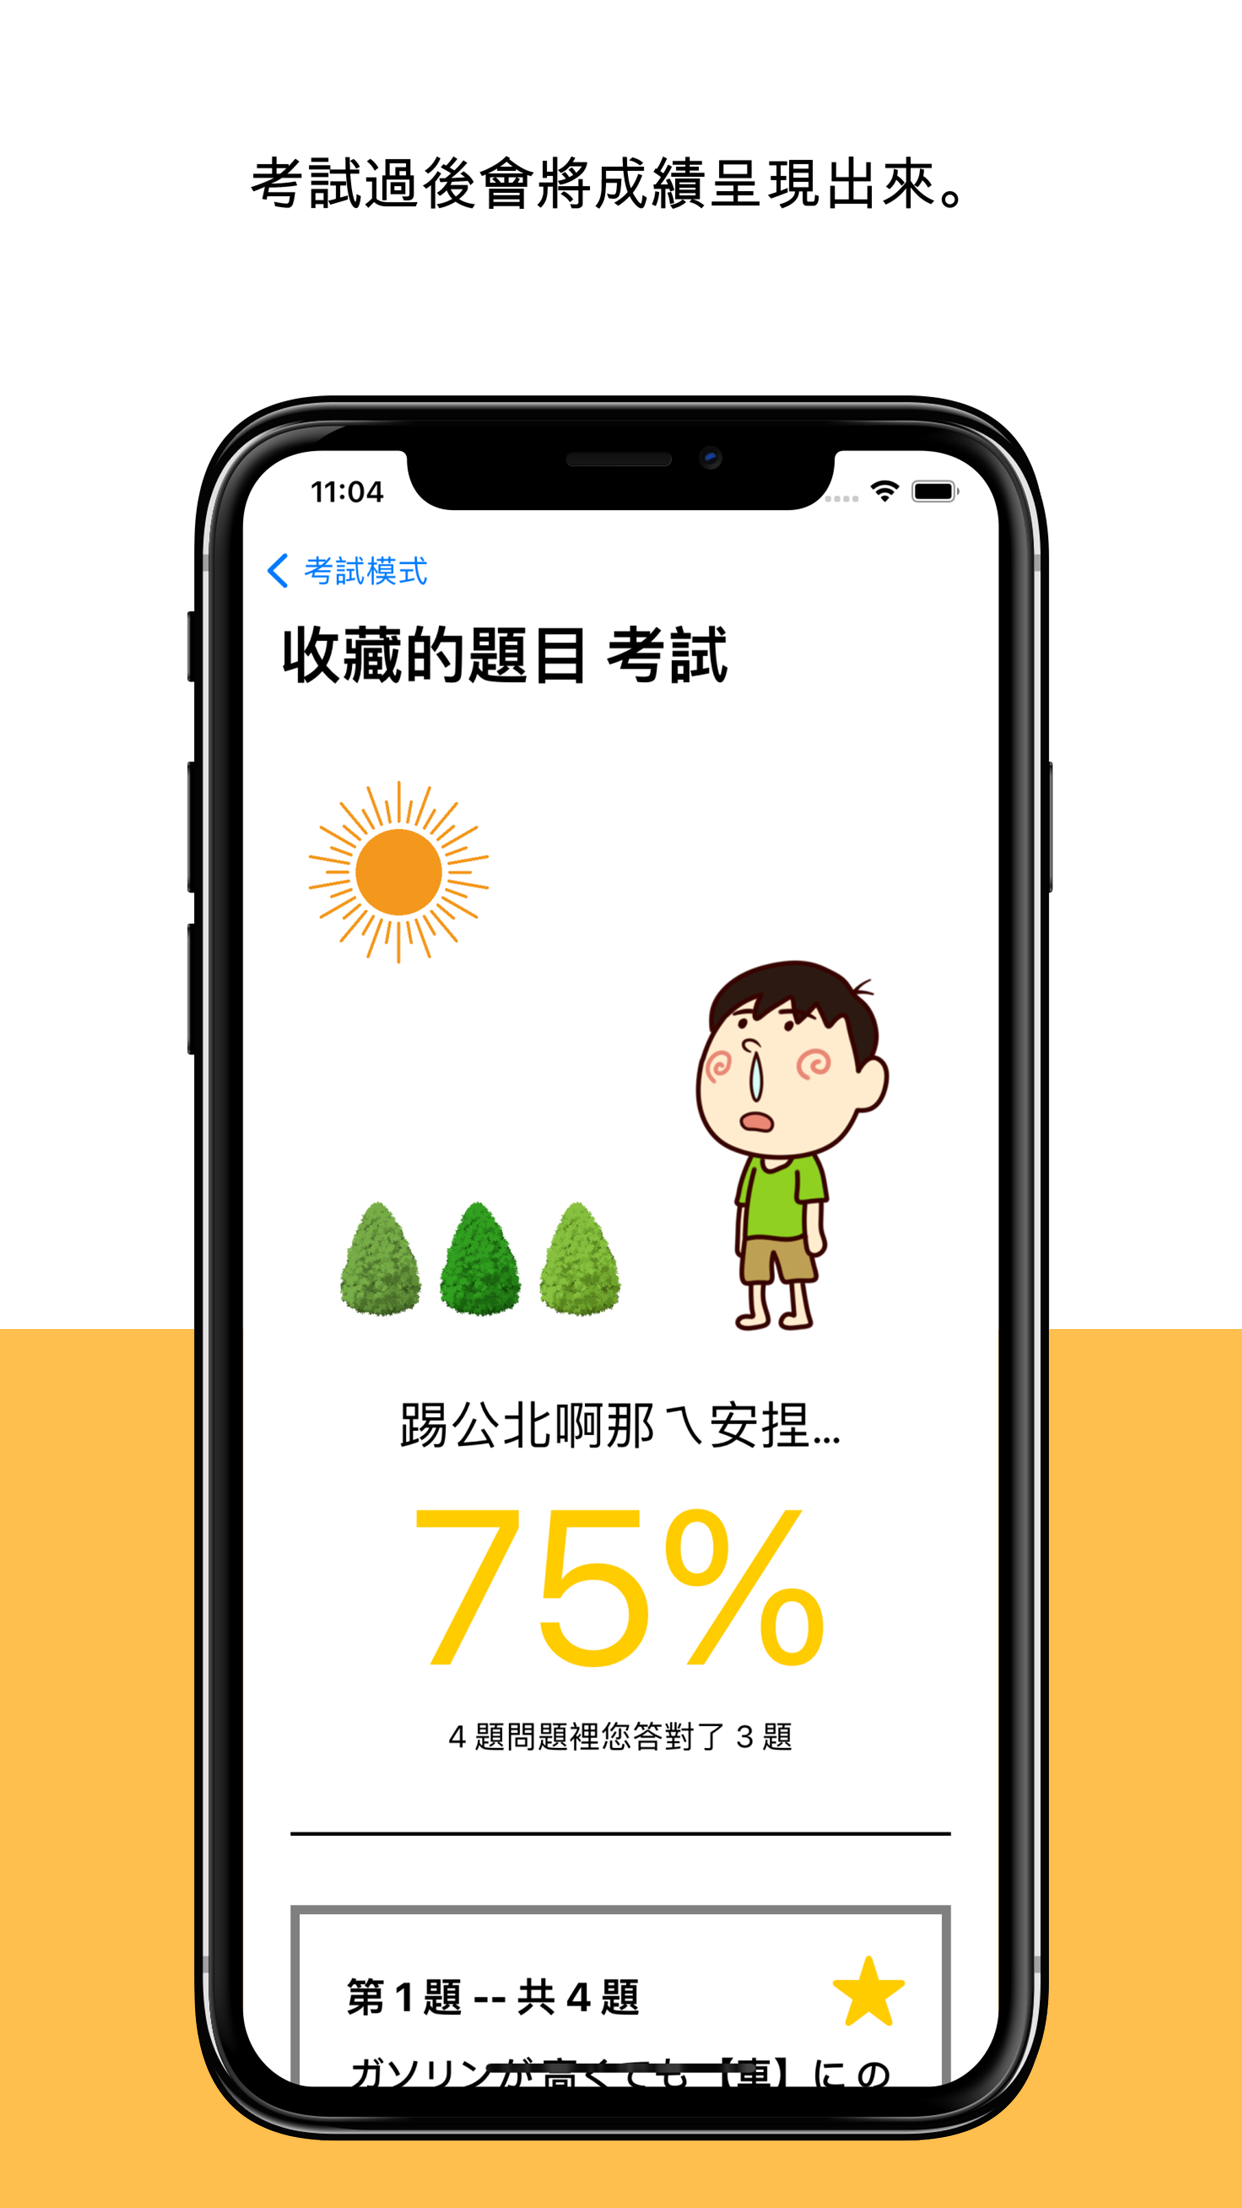 考試過後會將成績呈現出來。
11:04
考試模式
收藏的題目 考試
踢公北啊那ㄟ安捏...
75%
4 題問題裡您答對了 3 題
第 1 題 -- 共 4 題
ガソリンが 高くても 【車】に の